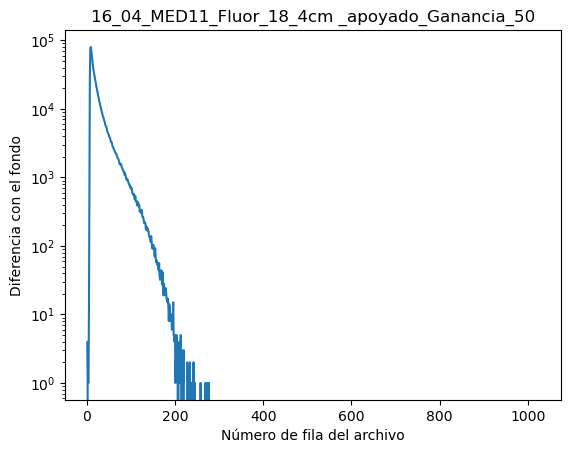 16_04_MED11_Fluor_18_4cm _apoyado_Ganancia_50
Diferencia con el fondo
10^5
10^4
10^3
10^2
10^1
10^0
0 200 400 600 800 1000
Número de fila del archivo